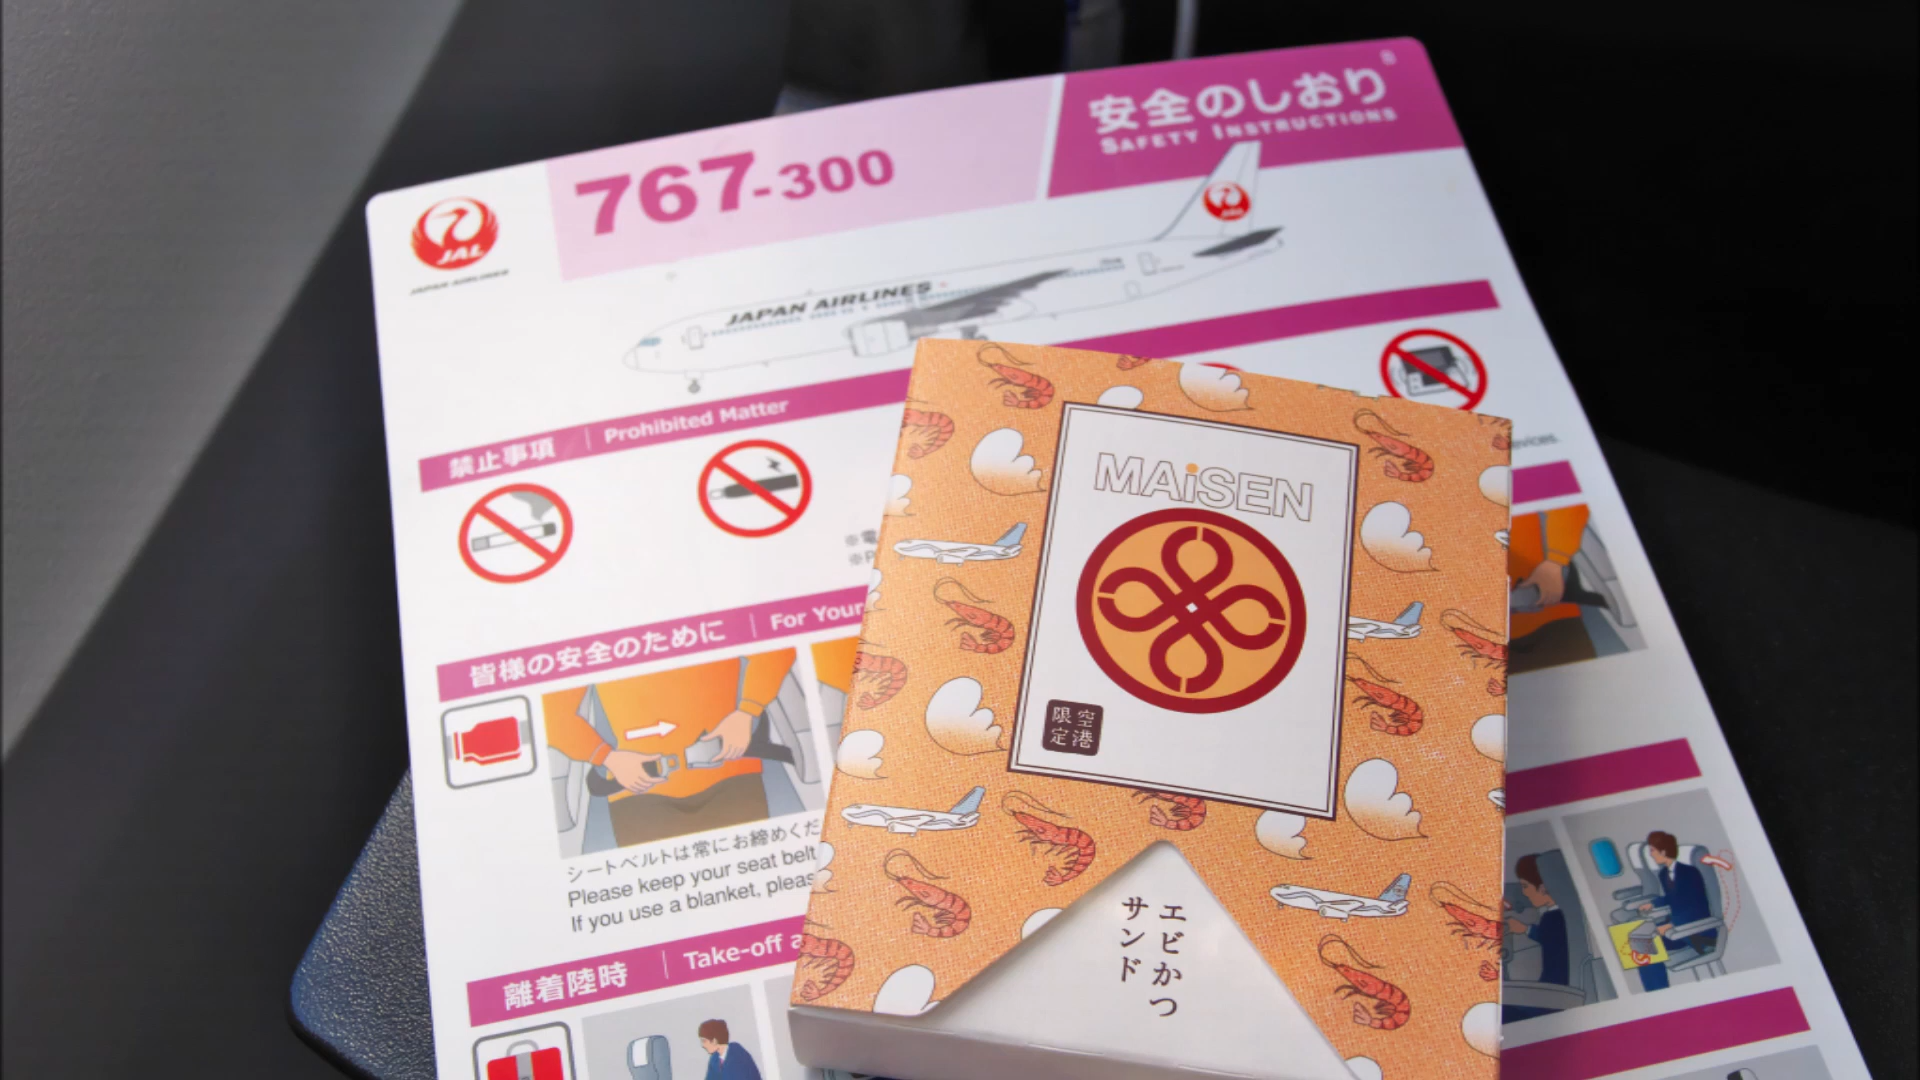 安全のしおり
SAFETY INSTRUCTIONS
767-300
JAL
JAPAN AIRLINES
JAPAN AIRLINES
禁止事項 Prohibited Matter
※電
皆様の安全のために For Your
シートベルトは常にお締めくだ
Please keep your seat belt
If you use a blanket, pleas
離着陸時 Take-off a
MAiSEN
空港
限定
エビかつ
サンド